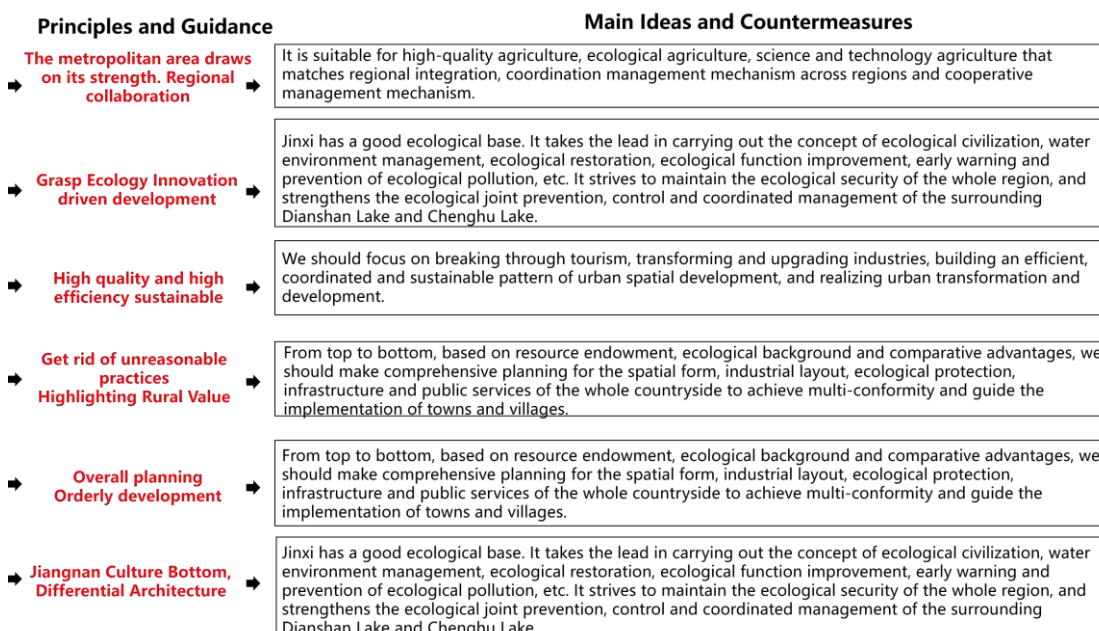 Principles and Guidance
Main Ideas and Countermeasures
The metropolitan area draws
on its strength. Regional
collaboration
It is suitable for high-quality agriculture, ecological agriculture, science and technology agriculture that
matches regional integration, coordination management mechanism across regions and cooperative
management mechanism.
Grasp Ecology Innovation
driven development
Jinxi has a good ecological base. It takes the lead in carrying out the concept of ecological civilization, water
environment management, ecological restoration, ecological function improvement, early warning and
prevention of ecological pollution, etc. It strives to maintain the ecological security of the whole region, and
strengthens the ecological joint prevention, control and coordinated management of the surrounding
Dianshan Lake and Chenghu Lake.
High quality and high
efficiency sustainable
We should focus on breaking through tourism, transforming and upgrading industries, building an efficient,
coordinated and sustainable pattern of urban spatial development, and realizing urban transformation and
development.
Get rid of unreasonable
practices
Highlighting Rural Value
From top to bottom, based on resource endowment, ecological background and comparative advantages, we
should make comprehensive planning for the spatial form, industrial layout, ecological protection,
infrastructure and public services of the whole countryside to achieve multi-conformity and guide the
implementation of towns and villages.
Overall planning
Orderly development
From top to bottom, based on resource endowment, ecological background and comparative advantages, we
should make comprehensive planning for the spatial form, industrial layout, ecological protection,
infrastructure and public services of the whole countryside to achieve multi-conformity and guide the
implementation of towns and villages.
Jiangnan Culture Bottom,
Differential Architecture
Jinxi has a good ecological base. It takes the lead in carrying out the concept of ecological civilization, water
environment management, ecological restoration, ecological function improvement, early warning and
prevention of ecological pollution, etc. It strives to maintain the ecological security of the whole region, and
strengthens the ecological joint prevention, control and coordinated management of the surrounding
Dianshan Lake and Chenghu Lake.